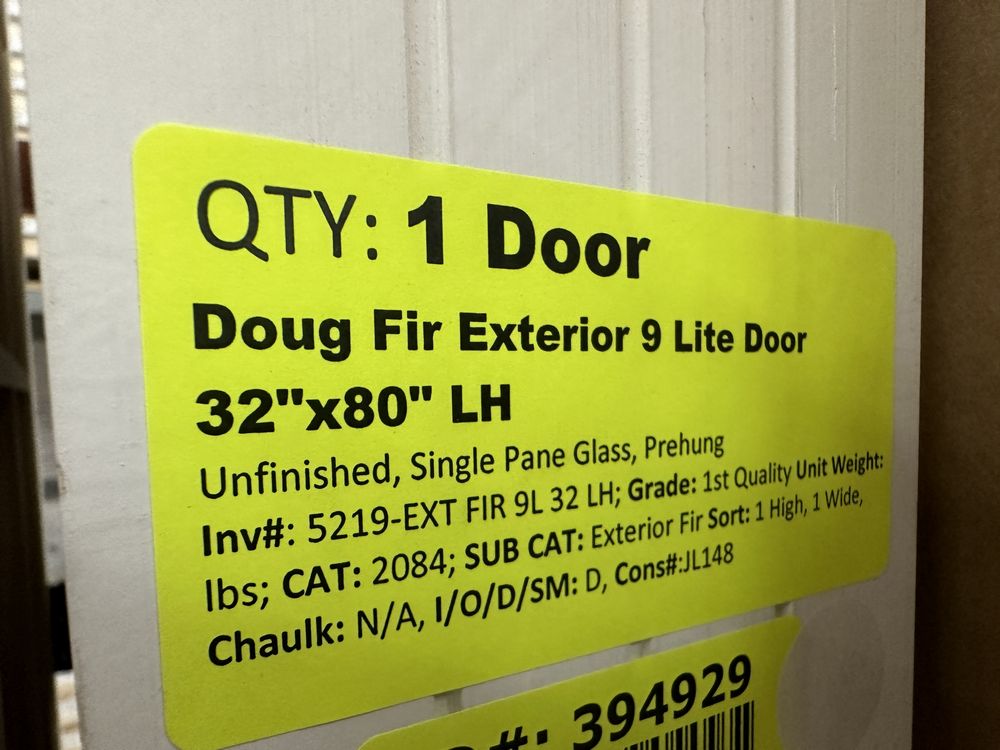 QTY: 1 Door
Doug Fir Exterior 9 Lite Door
32"x80" LH
Unfinished, Single Pane Glass, Prehung
Inv#: 5219-EXT FIR 9L 32 LH; Grade: 1st Quality Unit Weight:
lbs; CAT: 2084; SUB CAT: Exterior Fir Sort: 1 High, 1 Wide,
Chaulk: N/A, I/O/D/SM: D, Cons#:JL148
#: 394929